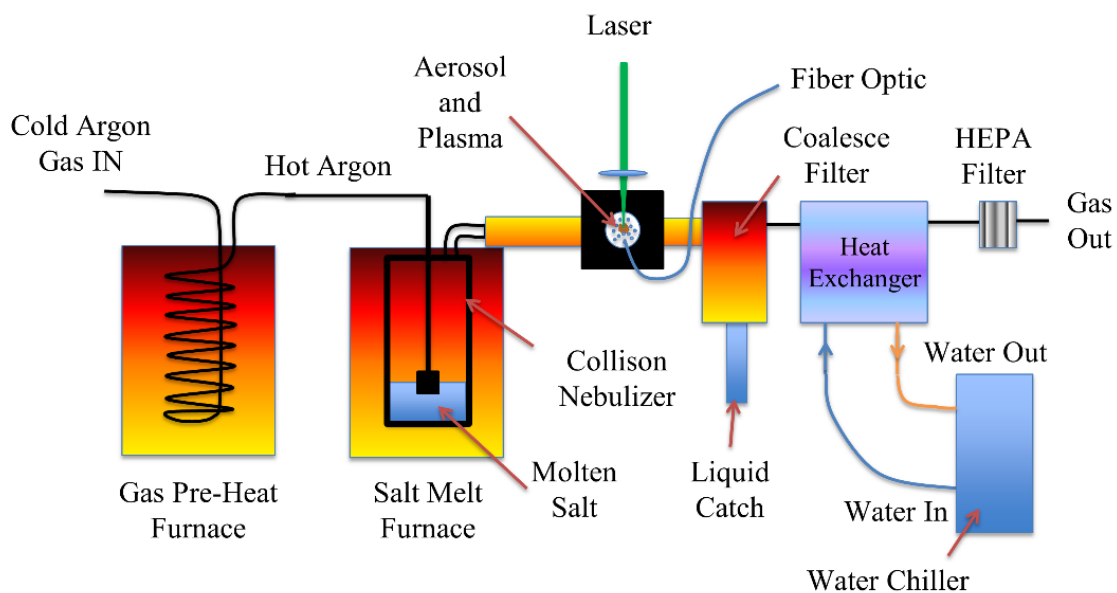 Laser
Aerosol
and
Plasma
Fiber Optic
Cold Argon
Gas IN
Hot Argon
Coalesce
Filter
HEPA
Filter
Gas
Out
Heat
Exchanger
Collison
Nebulizer
Water Out
Gas Pre-Heat
Furnace
Salt Melt
Furnace
Molten
Salt
Liquid
Catch
Water In
Water Chiller